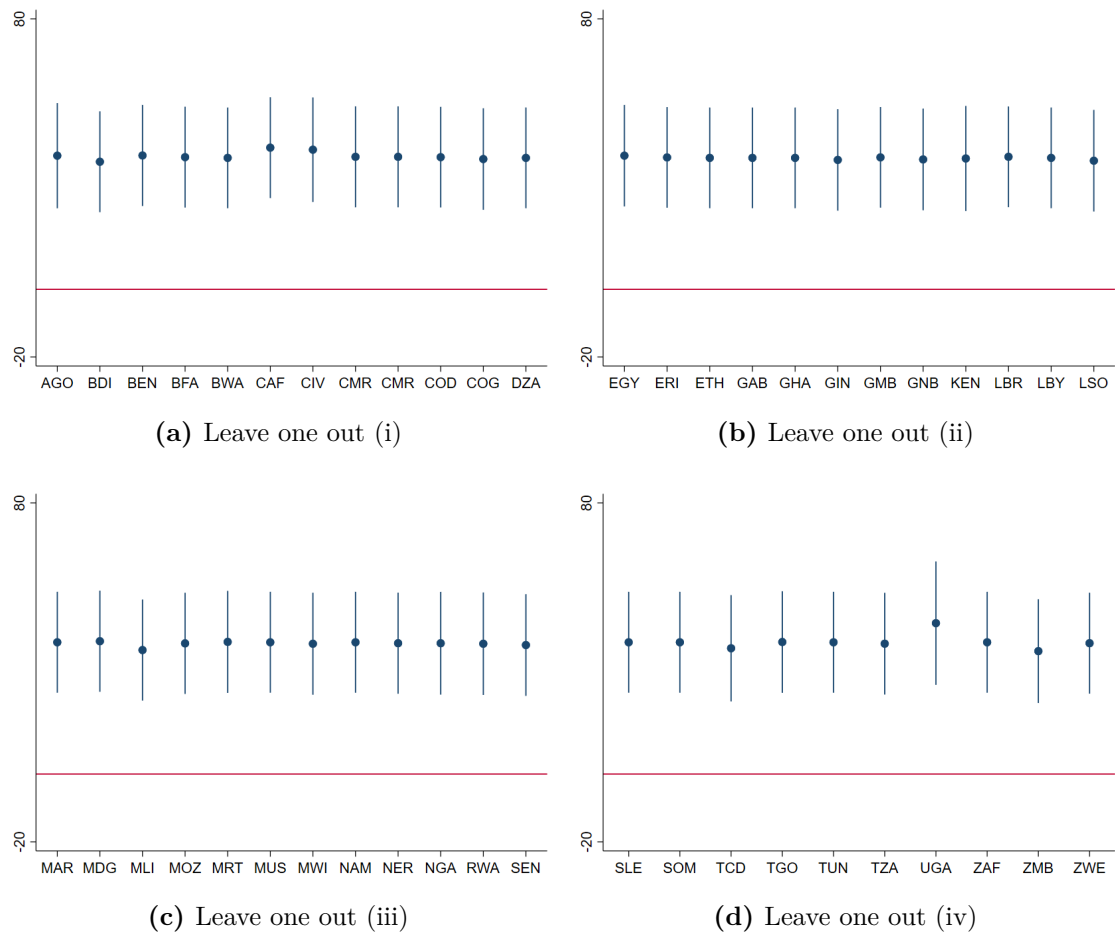 80
-20
AGO BDI BEN BFA BWA CAF CIV CMR CMR COD COG DZA
(a) Leave one out (i)
80
-20
EGY ERI ETH GAB GHA GIN GMB GNB KEN LBR LBY LSO
(b) Leave one out (ii)
80
-20
MAR MDG MLI MOZ MRT MUS MWI NAM NER NGA RWA SEN
(c) Leave one out (iii)
80
-20
SLE SOM TCD TGO TUN TZA UGA ZAF ZMB ZWE
(d) Leave one out (iv)